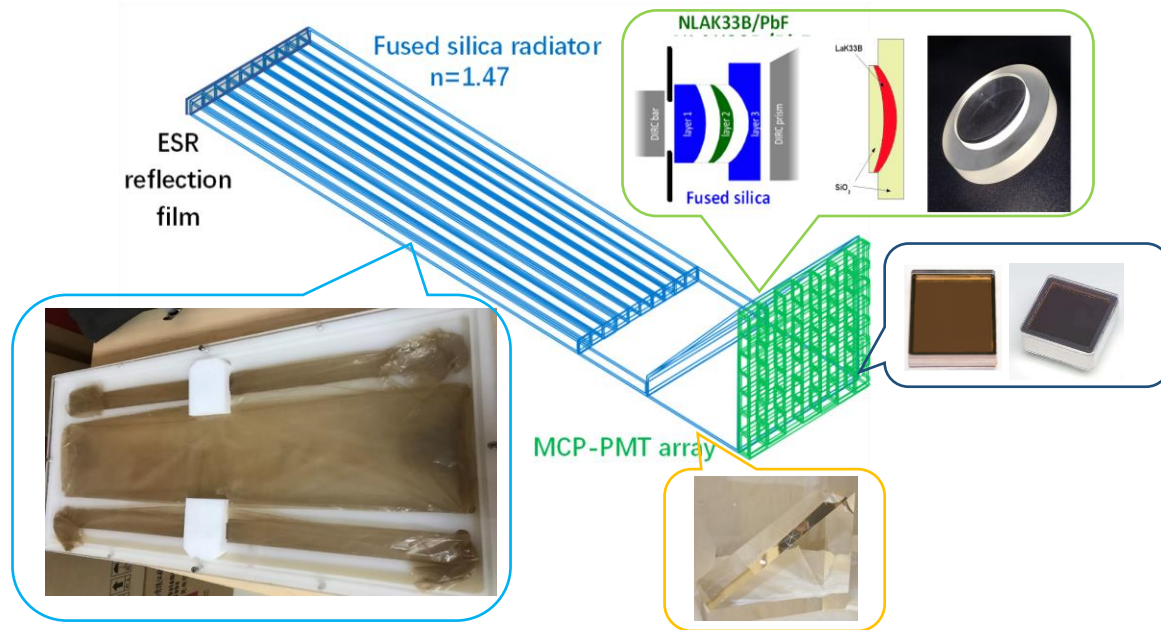 Fused silica radiator
n=1.47
ESR
reflection
film
NLAK33B/PbF
DIRC bar
layer 1
layer 2
layer 3
DIRC prism
Fused silica
LaK33B
SiO₂
MCP-PMT array